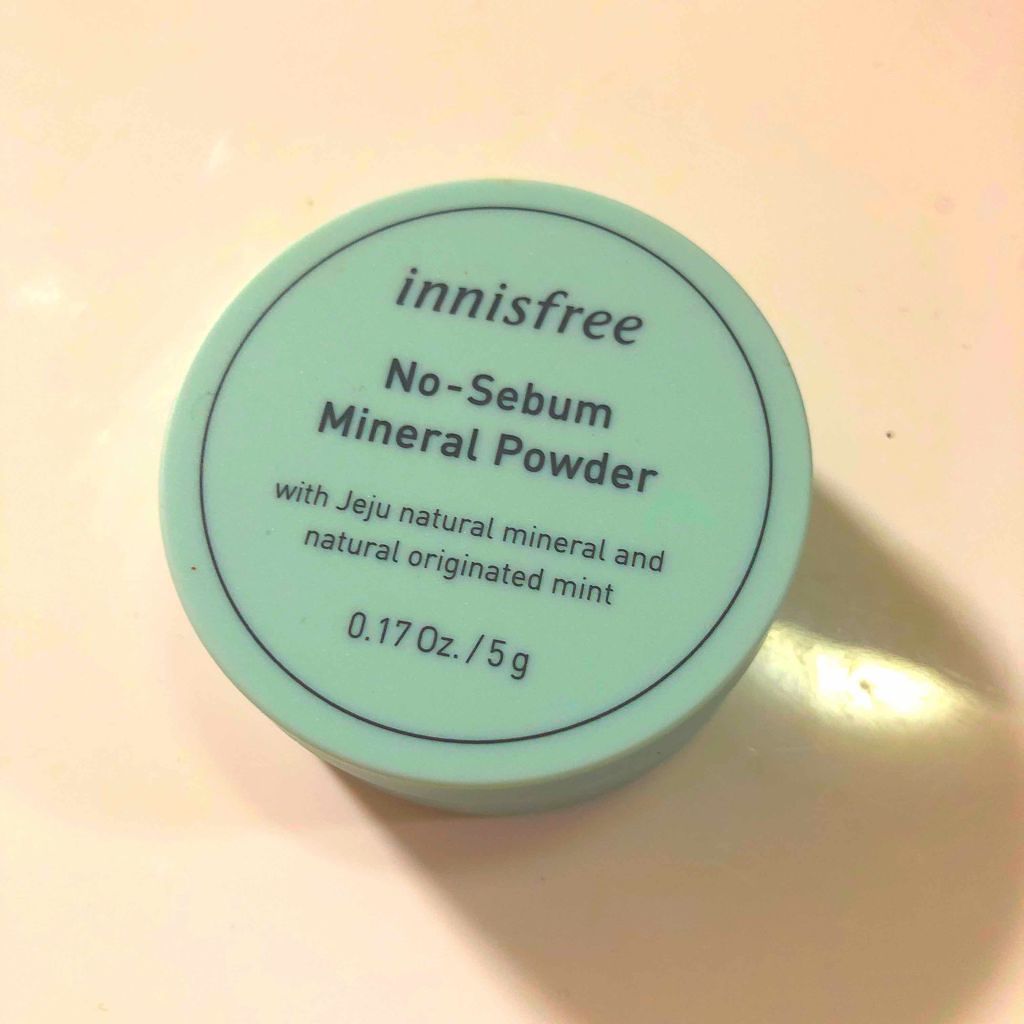 innisfree
No-Sebum
Mineral Powder
with Jeju natural mineral and
natural originated mint
0.17 Oz. / 5 g